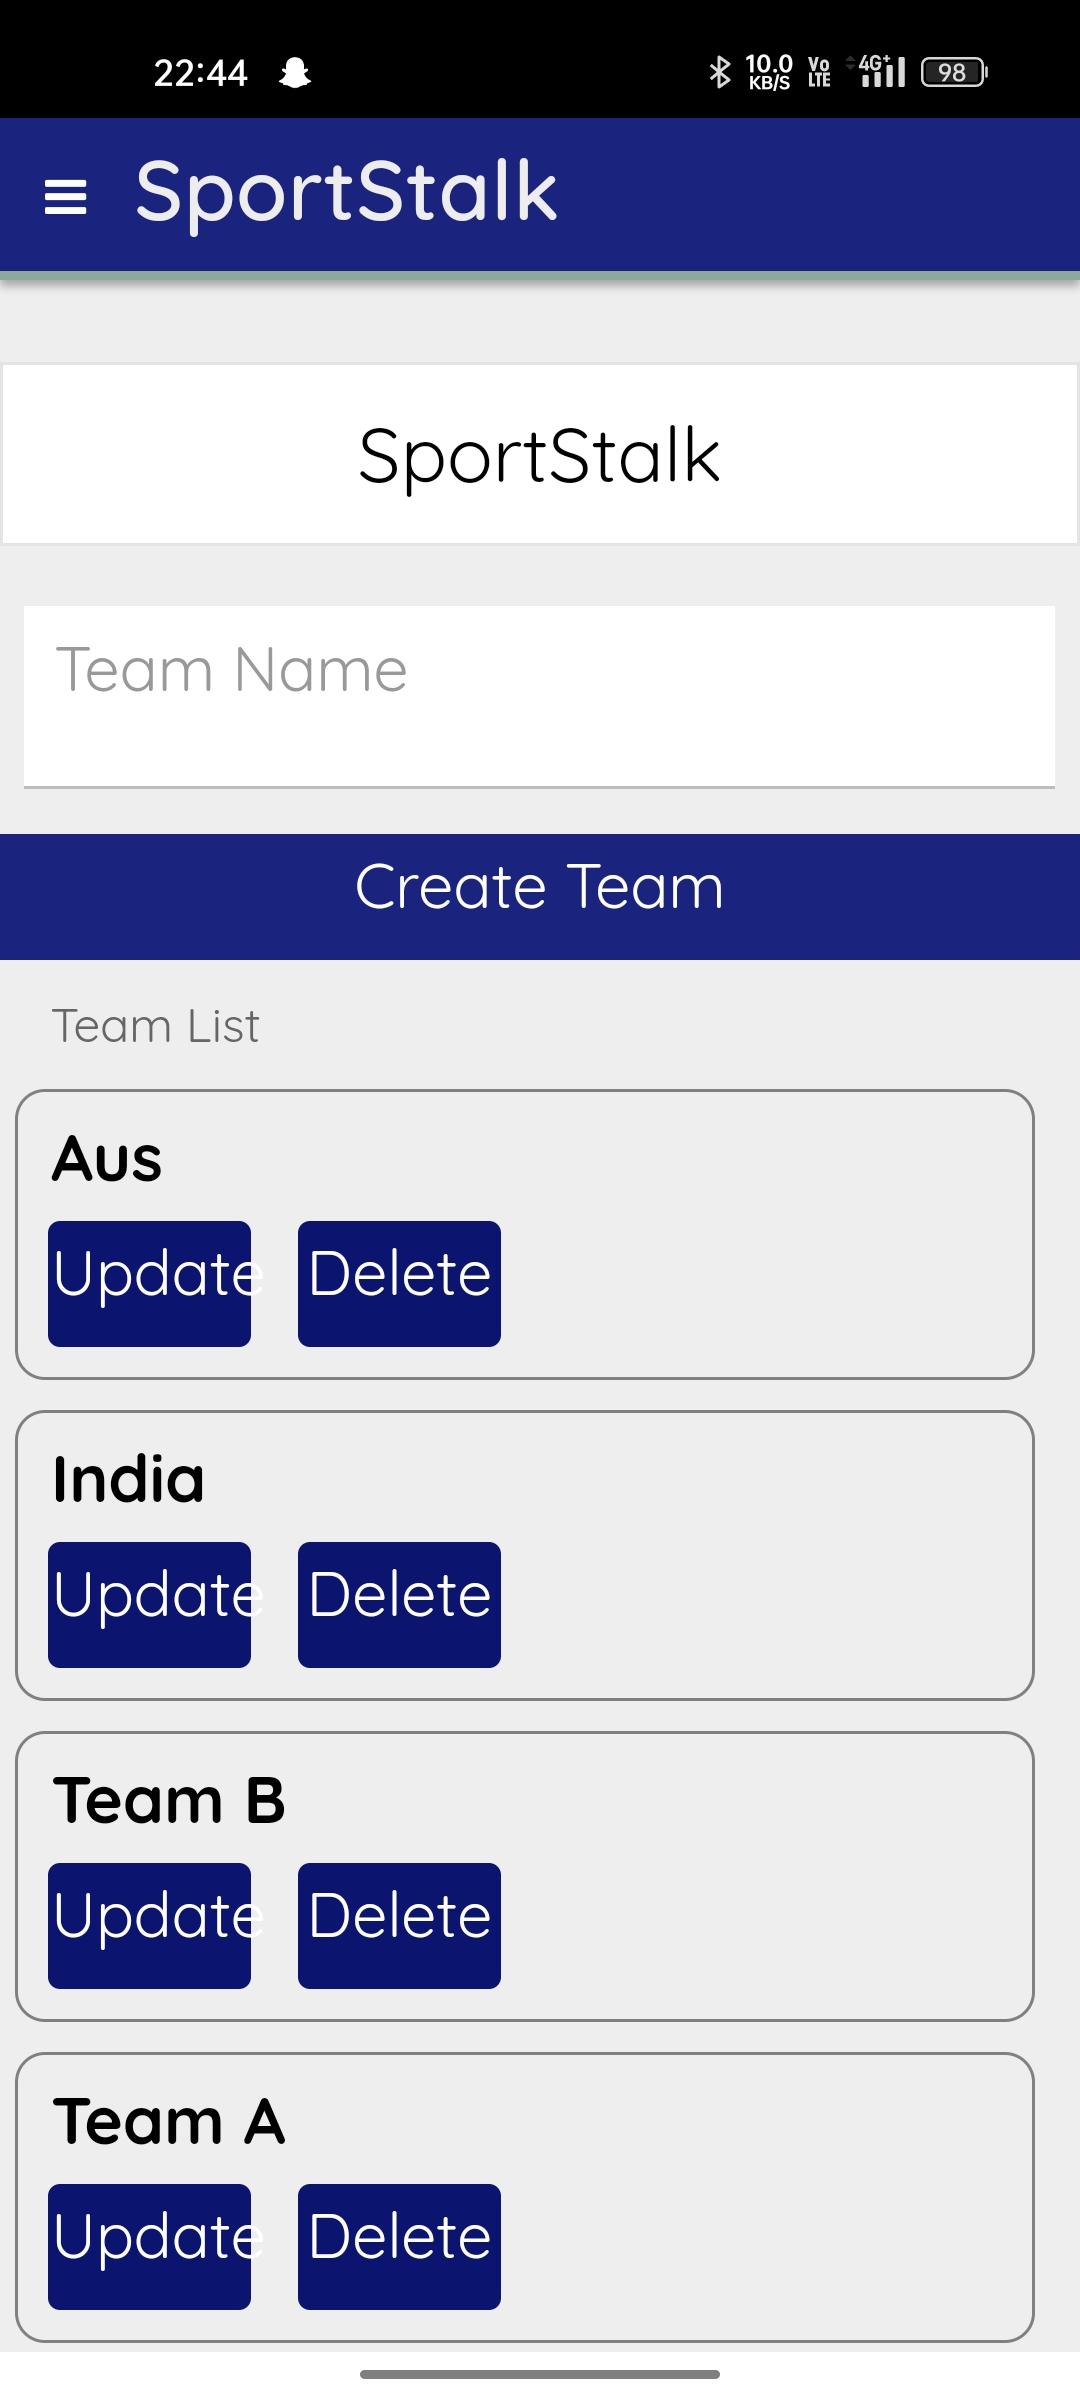 22:44 10.0 KB/S Vo LTE 4G+ 98
SportStalk
SportStalk
Team Name
Create Team
Team List
Aus
Update Delete
India
Update Delete
Team B
Update Delete
Team A
Update Delete